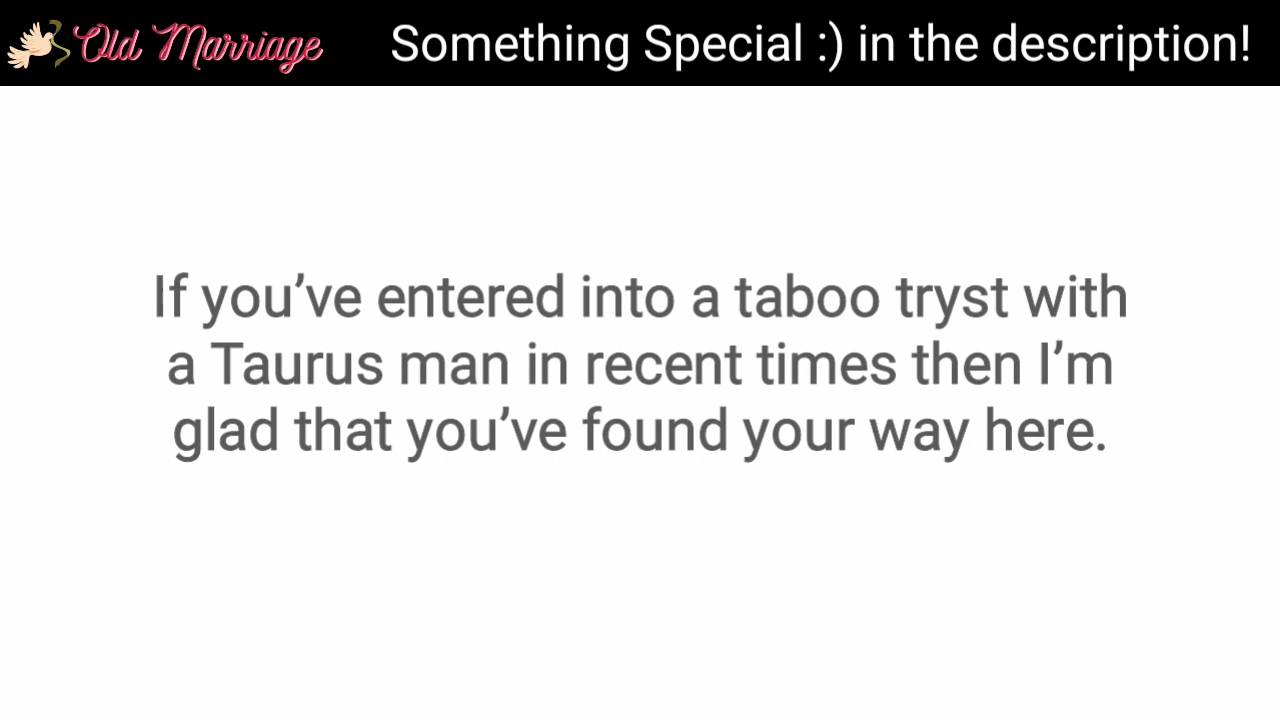 Old Marriage
Something Special :) in the description!
If you’ve entered into a taboo tryst with
a Taurus man in recent times then I’m
glad that you’ve found your way here.